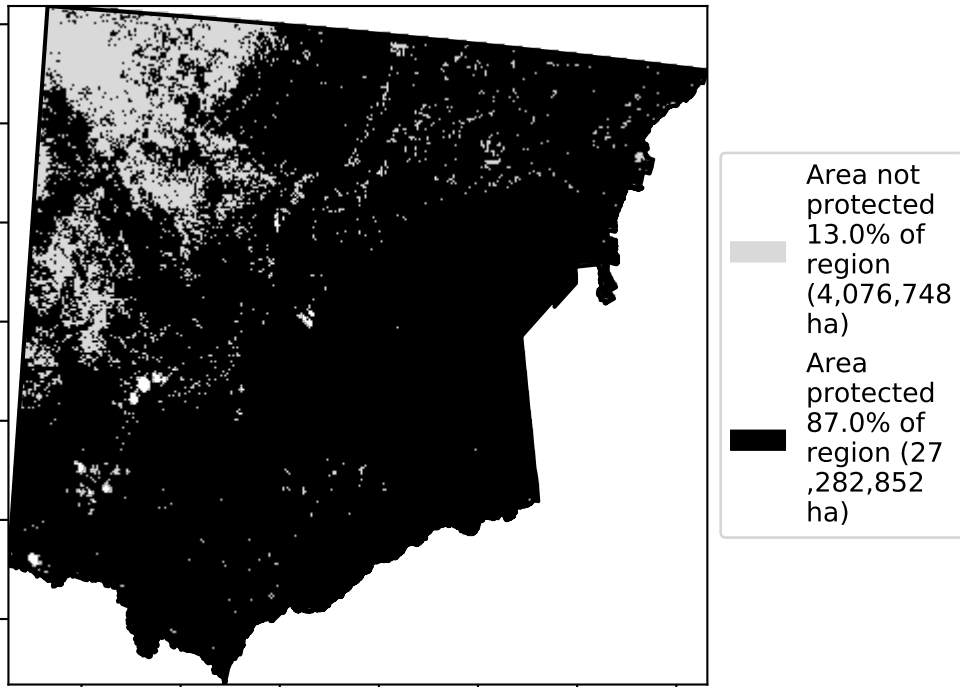 Area not
protected
13.0% of
region
(4,076,748
ha)
Area
protected
87.0% of
region (27
,282,852
ha)